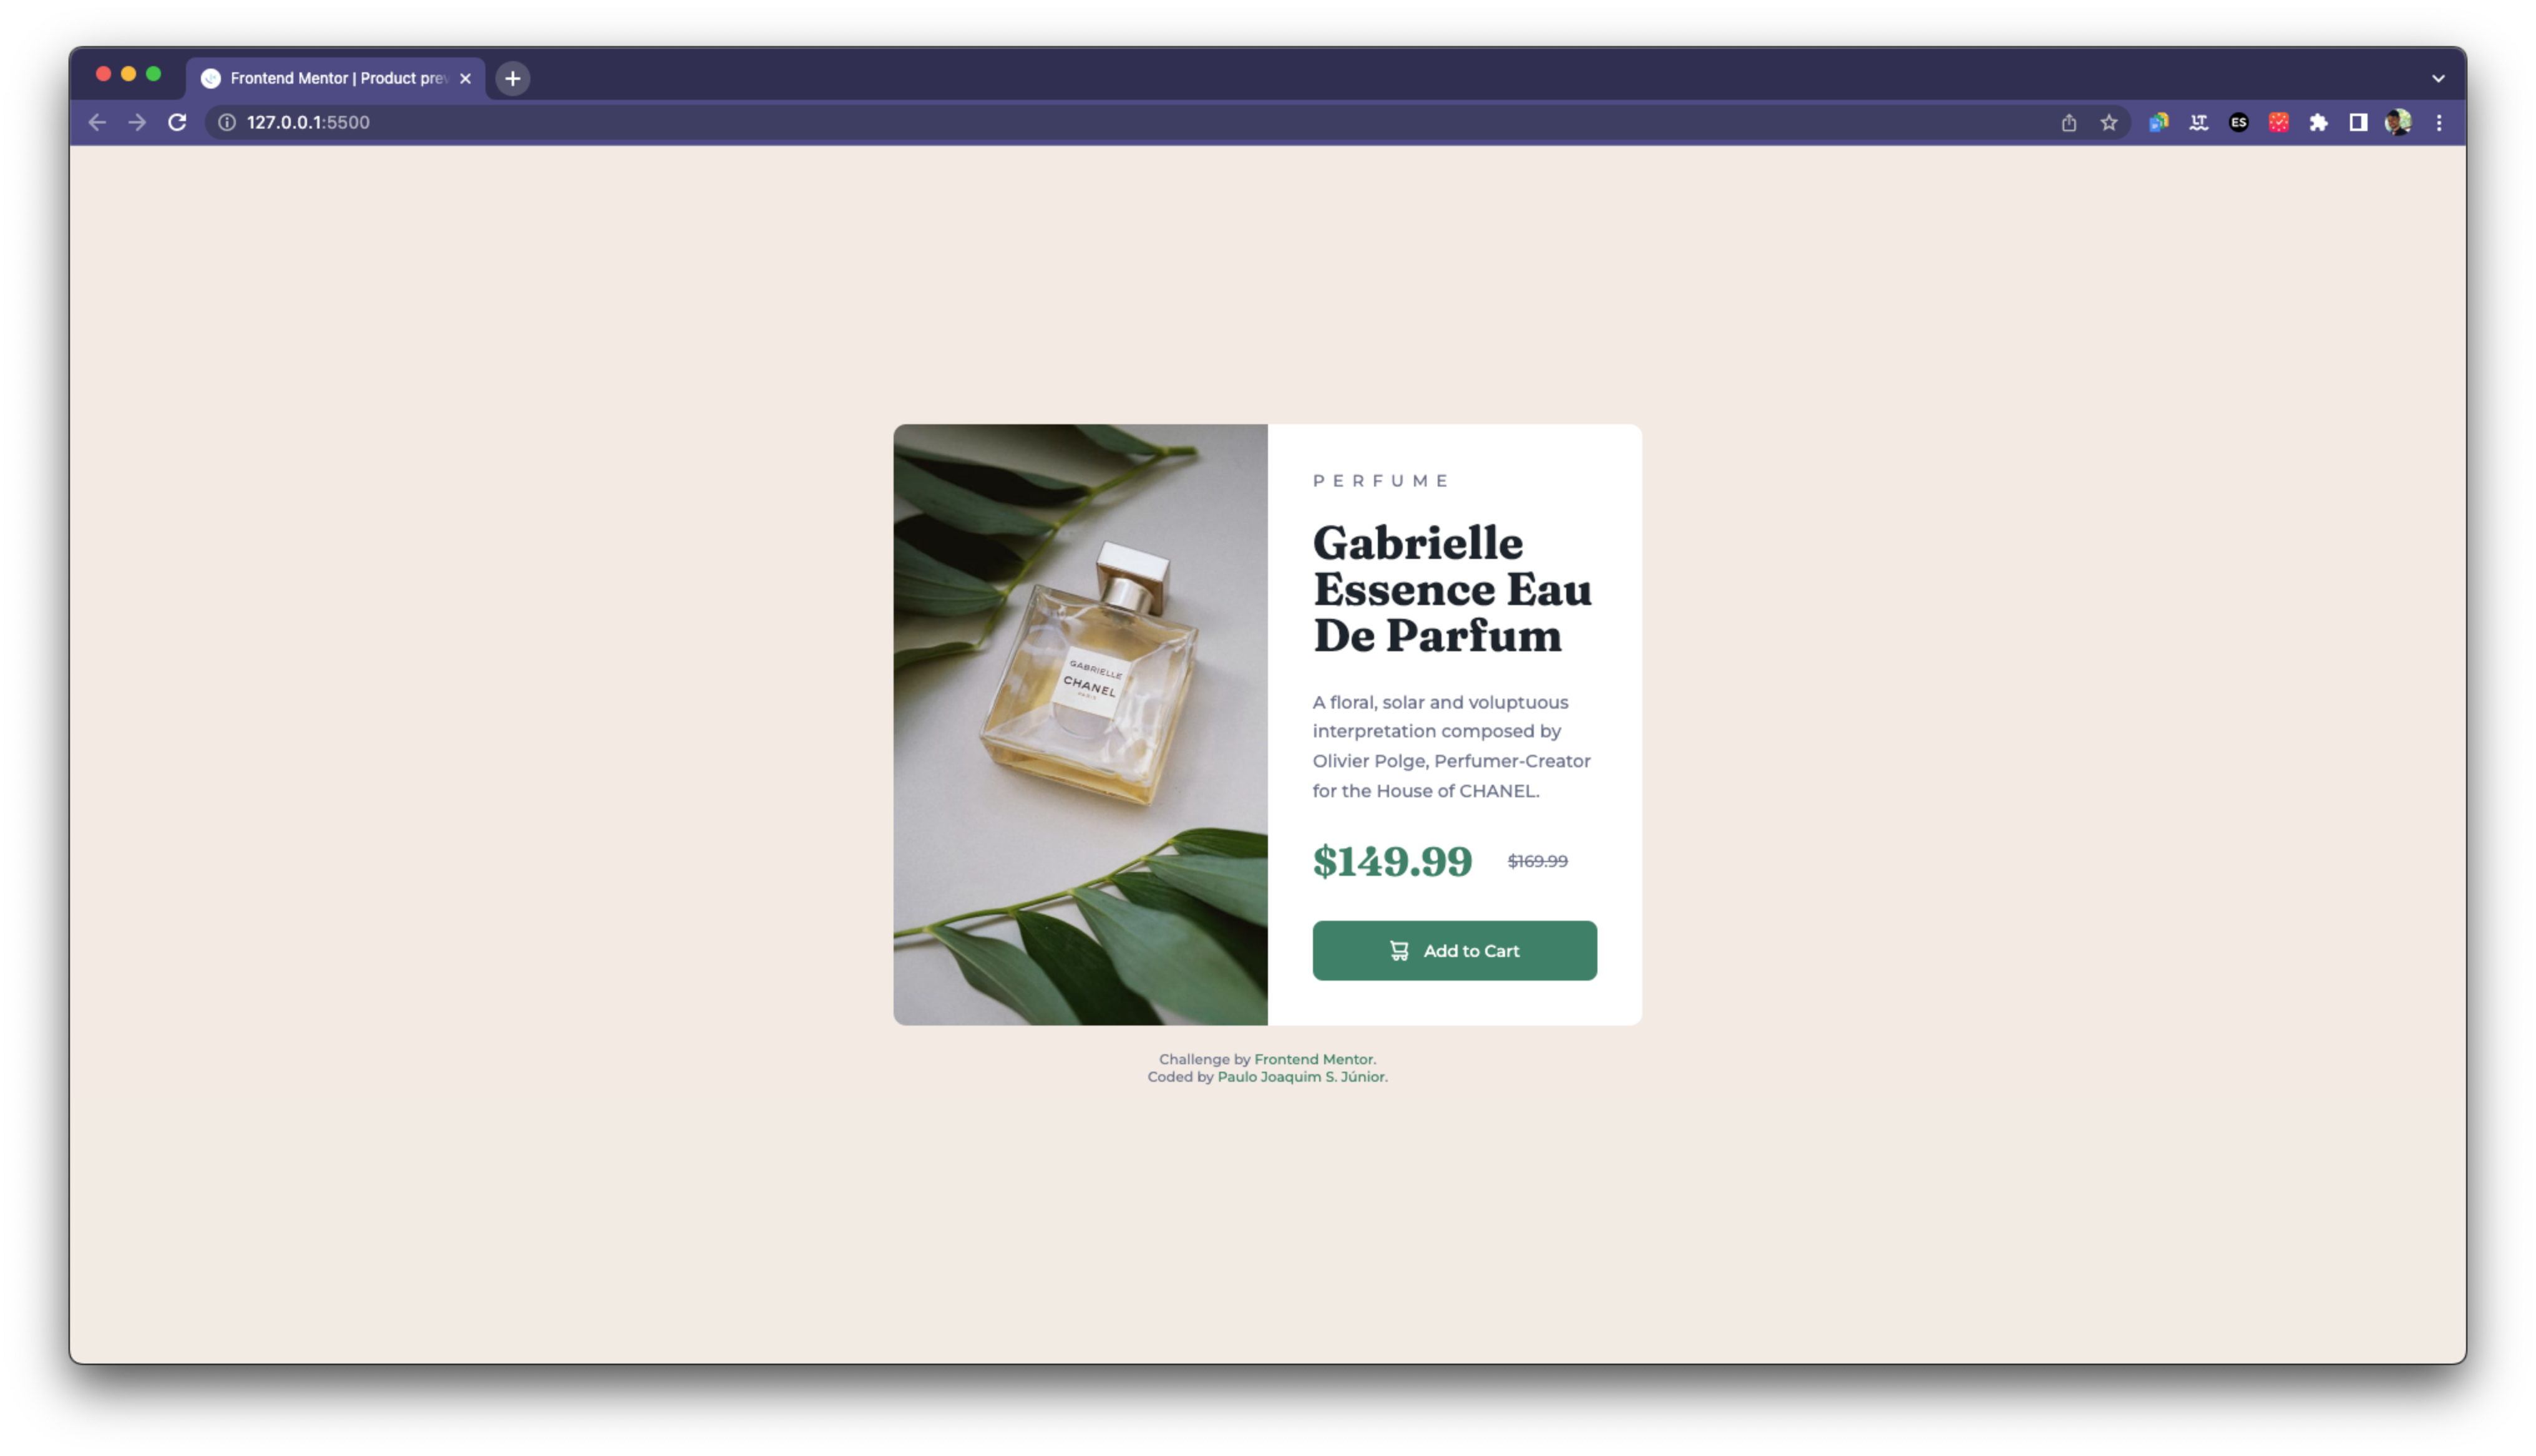 Frontend Mentor | Product prev
127.0.0.1:5500
ES
PERFUME
Gabrielle
Essence Eau
De Parfum
A floral, solar and voluptuous
interpretation composed by
Olivier Polge, Perfumer-Creator
for the House of CHANEL.
$149.99 $169.99
Add to Cart
GABRIELLE
CHANEL
PARIS
Challenge by Frontend Mentor.
Coded by Paulo Joaquim S. Júnior.